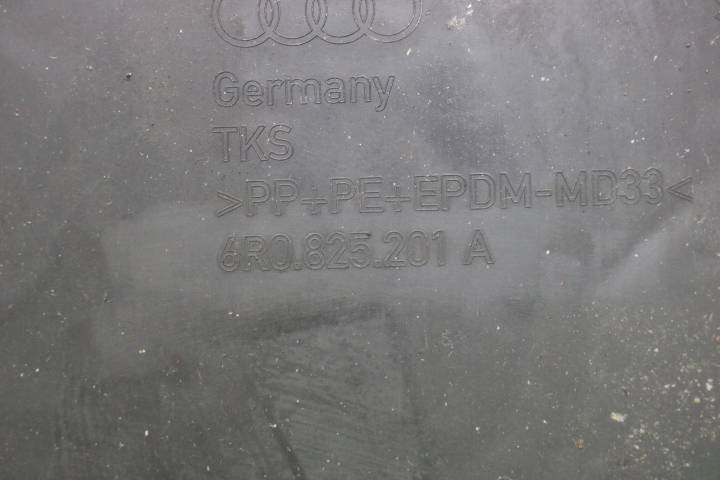 Germany
TKS
>PP+PE+EPDM-MD33<
6R0.825.201 A